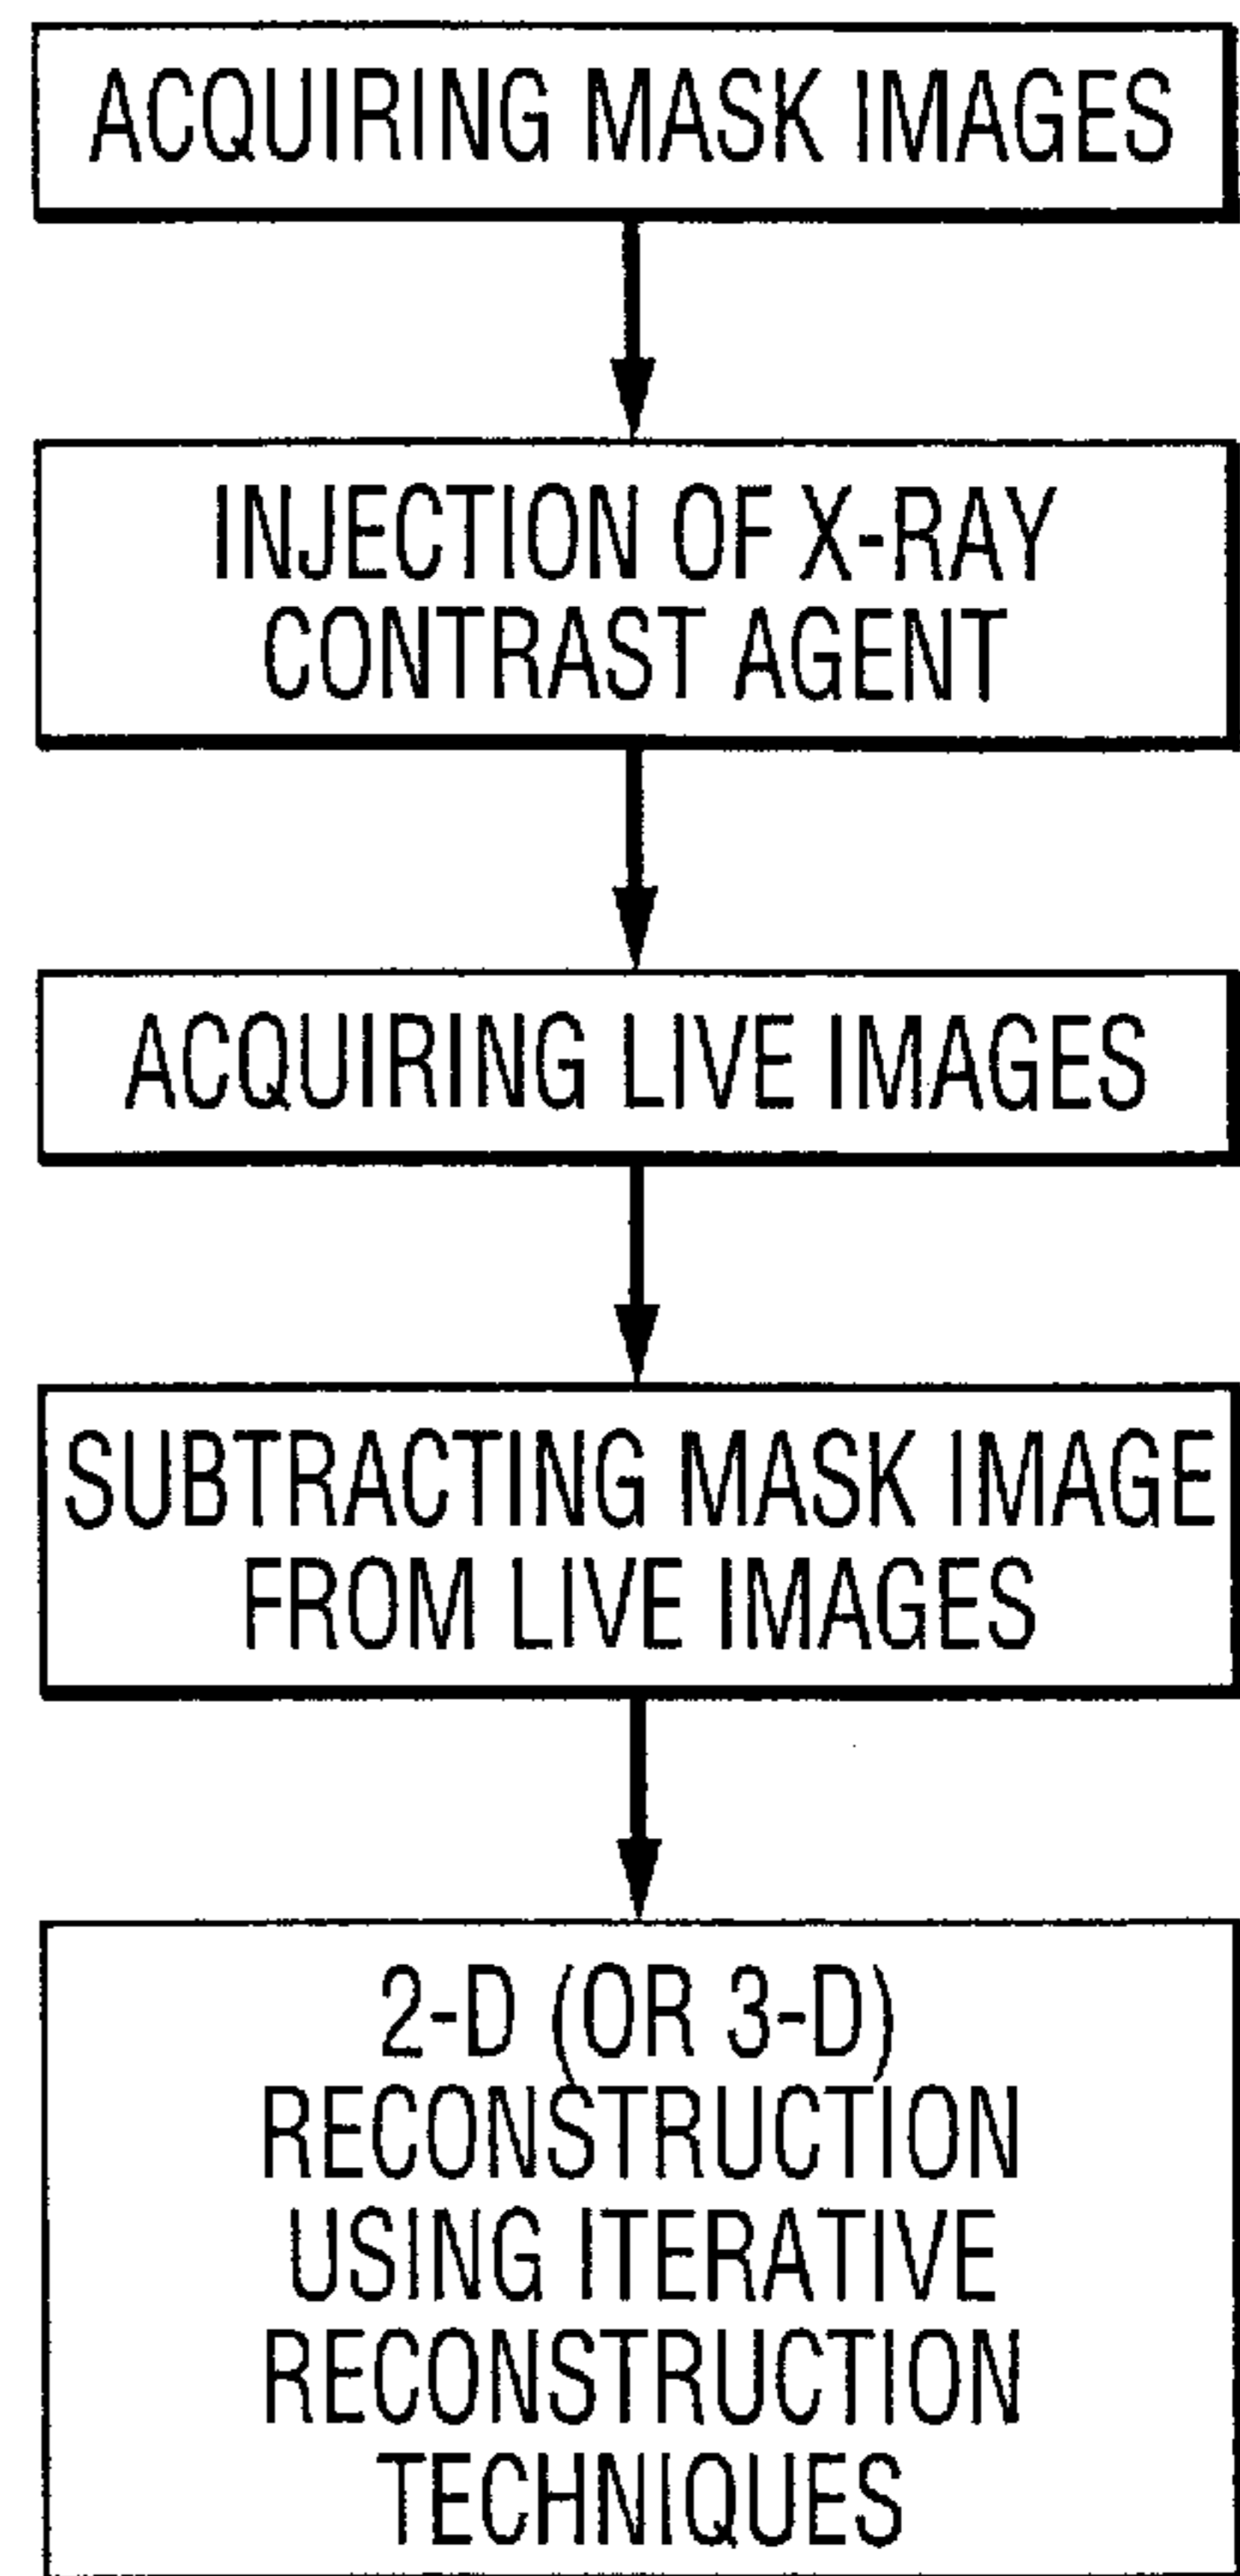 ACQUIRING MASK IMAGES
INJECTION OF X-RAY
CONTRAST AGENT
ACQUIRING LIVE IMAGES
SUBTRACTING MASK IMAGE
FROM LIVE IMAGES
2-D (OR 3-D)
RECONSTRUCTION
USING ITERATIVE
RECONSTRUCTION
TECHNIQUES